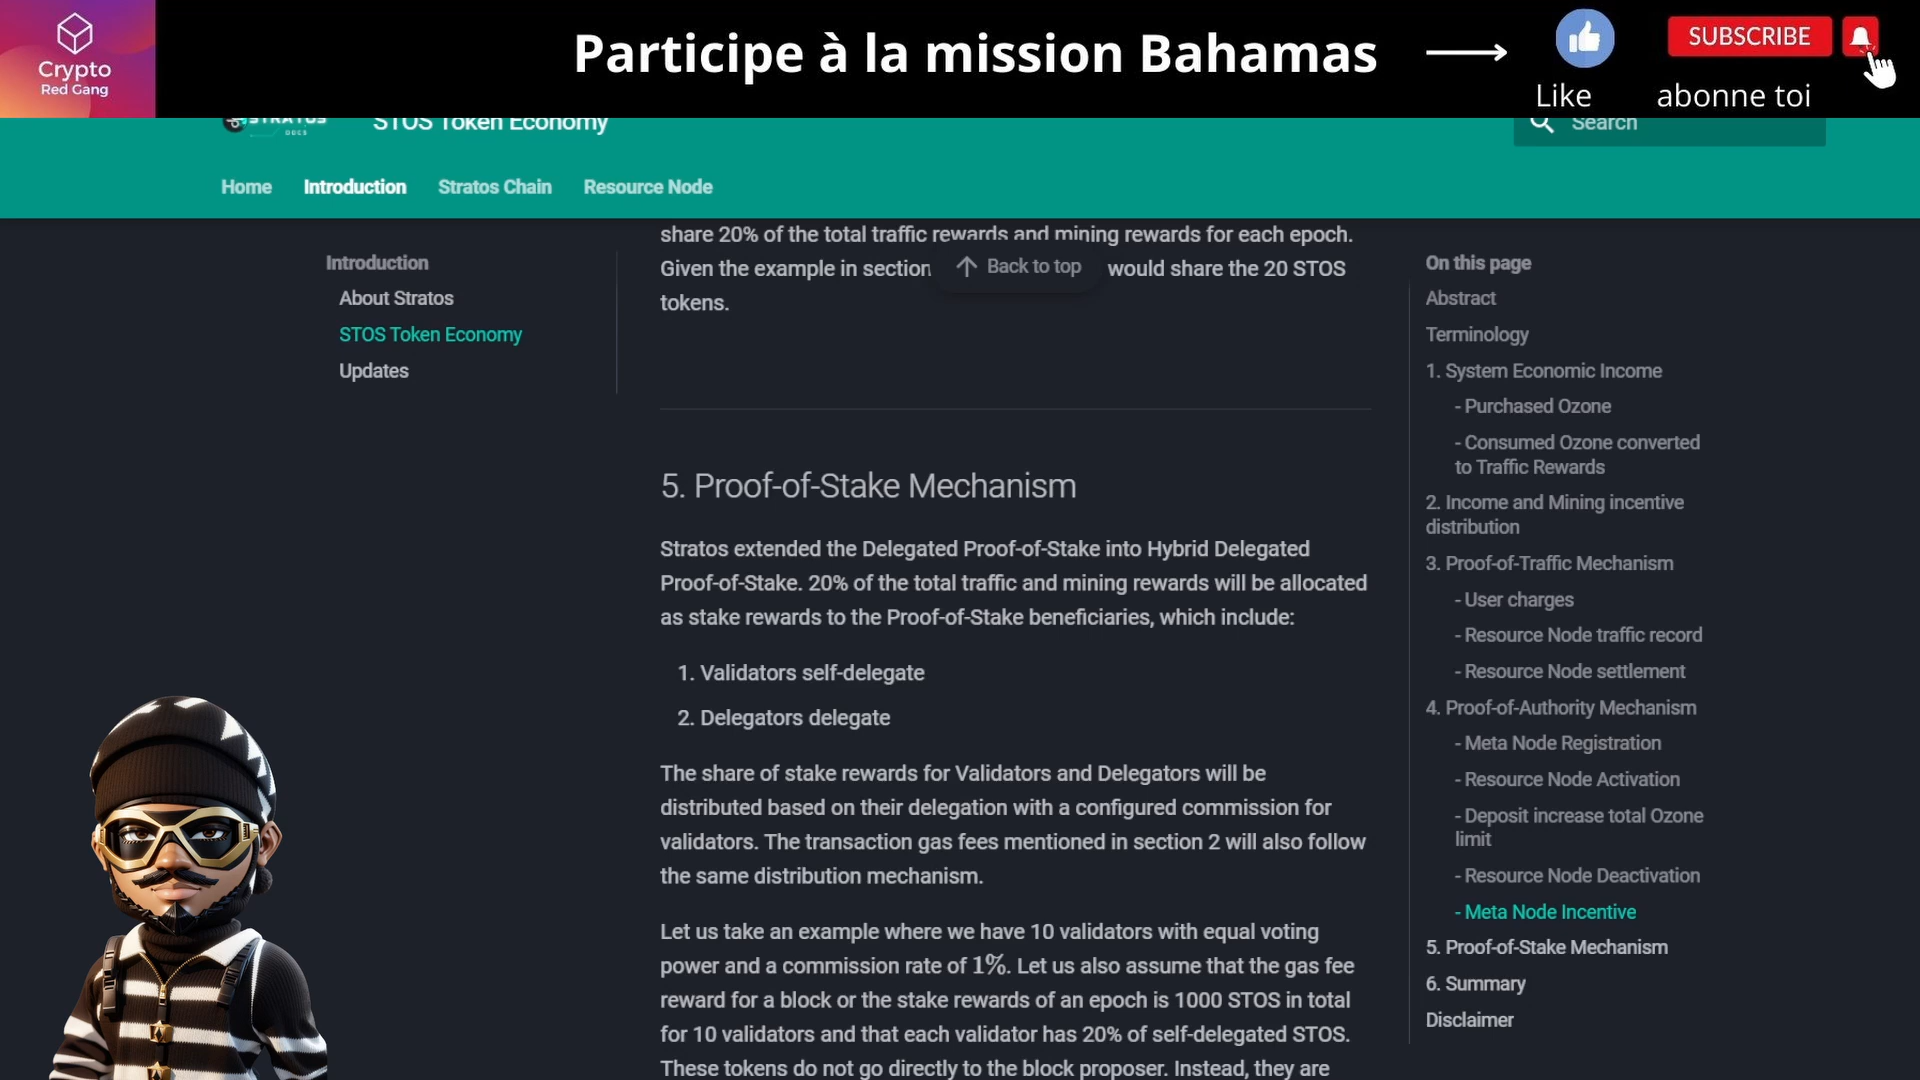 Crypto
Red Gang
Participe à la mission Bahamas
SUBSCRIBE
Like
abonne toi
STRATOS
DOCS
STOS Token Economy
Search
Home
Introduction
Stratos Chain
Resource Node
Introduction
About Stratos
STOS Token Economy
Updates
share 20% of the total traffic rewards and mining rewards for each epoch.
Given the example in section
Back to top
would share the 20 STOS
tokens.
5. Proof-of-Stake Mechanism
Stratos extended the Delegated Proof-of-Stake into Hybrid Delegated
Proof-of-Stake. 20% of the total traffic and mining rewards will be allocated
as stake rewards to the Proof-of-Stake beneficiaries, which include:
1. Validators self-delegate
2. Delegators delegate
The share of stake rewards for Validators and Delegators will be
distributed based on their delegation with a configured commission for
validators. The transaction gas fees mentioned in section 2 will also follow
the same distribution mechanism.
Let us take an example where we have 10 validators with equal voting
power and a commission rate of 1%. Let us also assume that the gas fee
reward for a block or the stake rewards of an epoch is 1000 STOS in total
for 10 validators and that each validator has 20% of self-delegated STOS.
These tokens do not go directly to the block proposer. Instead, they are
On this page
Abstract
Terminology
1. System Economic Income
- Purchased Ozone
- Consumed Ozone converted
to Traffic Rewards
2. Income and Mining incentive
distribution
3. Proof-of-Traffic Mechanism
- User charges
- Resource Node traffic record
- Resource Node settlement
4. Proof-of-Authority Mechanism
- Meta Node Registration
- Resource Node Activation
- Deposit increase total Ozone
limit
- Resource Node Deactivation
- Meta Node Incentive
5. Proof-of-Stake Mechanism
6. Summary
Disclaimer